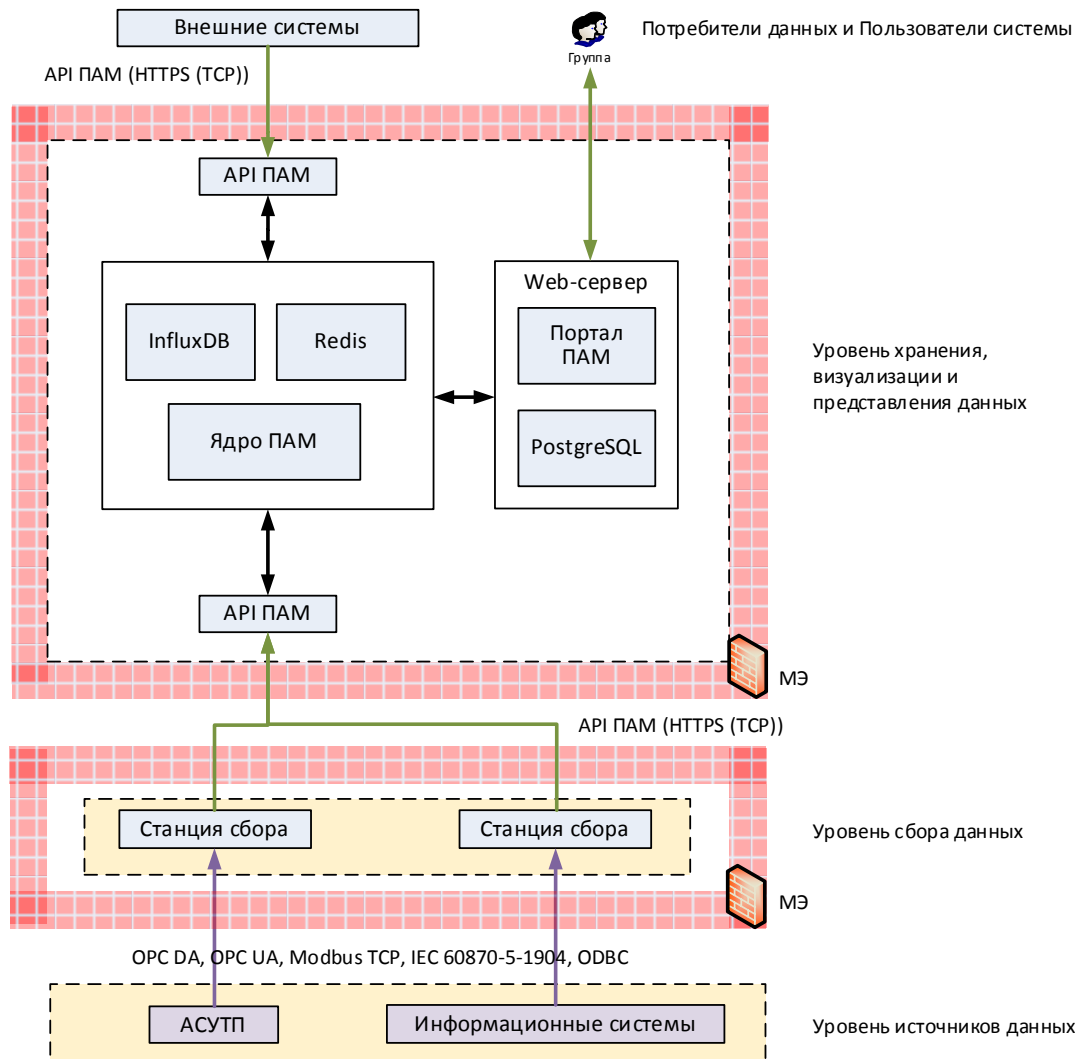 Внешние системы
Потребители данных и Пользователи системы
Группа
API ПАМ (HTTPS (TCP))
API ПАМ
Web-сервер
InfluxDB
Redis
Портал
ПАМ
Ядро ПАМ
PostgreSQL
Уровень хранения,
визуализации и
представления данных
API ПАМ
МЭ
API ПАМ (HTTPS (TCP))
Станция сбора
Станция сбора
Уровень сбора данных
МЭ
OPC DA, OPC UA, Modbus TCP, IEC 60870-5-1904, ODBC
АСУТП
Информационные системы
Уровень источников данных